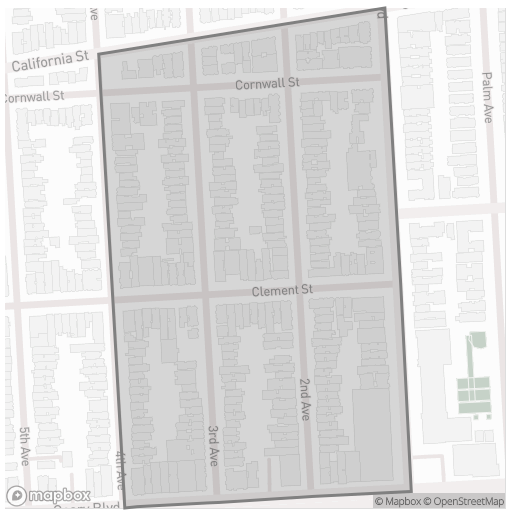 California St
Cornwall St
Cornwall St
Palm Ave
Clement St
2nd Ave
3rd Ave
4th Ave
5th Ave
Blvd
mapbox
© Mapbox © OpenStreetMap